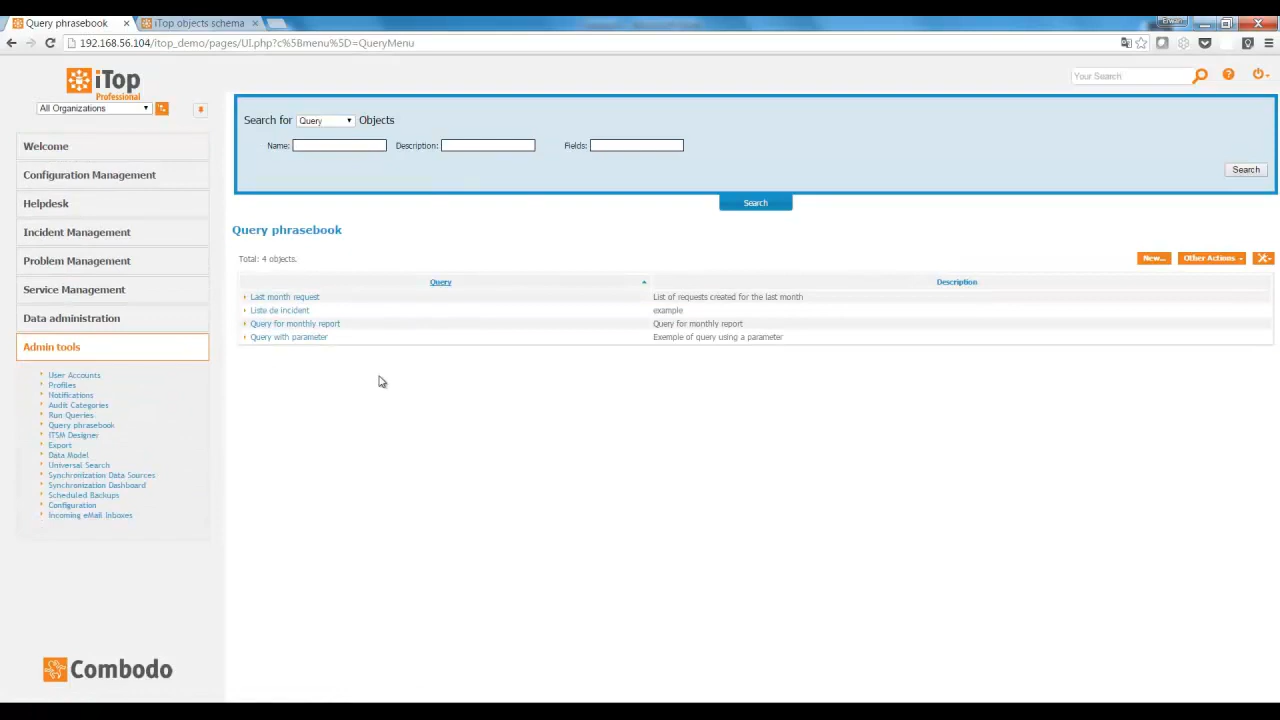 Query phrasebook
iTop objects schema
Erwan
192.168.56.104/itop_demo/pages/UI.php?c%5Bmenu%5D=QueryMenu
iTop
Professional
Your Search
All Organizations
Search for Query Objects
Name: Description: Fields:
Search
Search
Welcome
Configuration Management
Helpdesk
Incident Management
Problem Management
Service Management
Data administration
Admin tools
User Accounts
Profiles
Notifications
Audit Categories
Run Queries
Query phrasebook
ITSM Designer
Export
Data Model
Universal Search
Synchronization Data Sources
Synchronization Dashboard
Scheduled Backups
Configuration
Incoming eMail Inboxes
Combodo
Query phrasebook
Total: 4 objects.
New... Other Actions
Query Description
Last month request List of requests created for the last month
Liste de incident example
Query for monthly report Query for monthly report
Query with parameter Exemple of query using a parameter